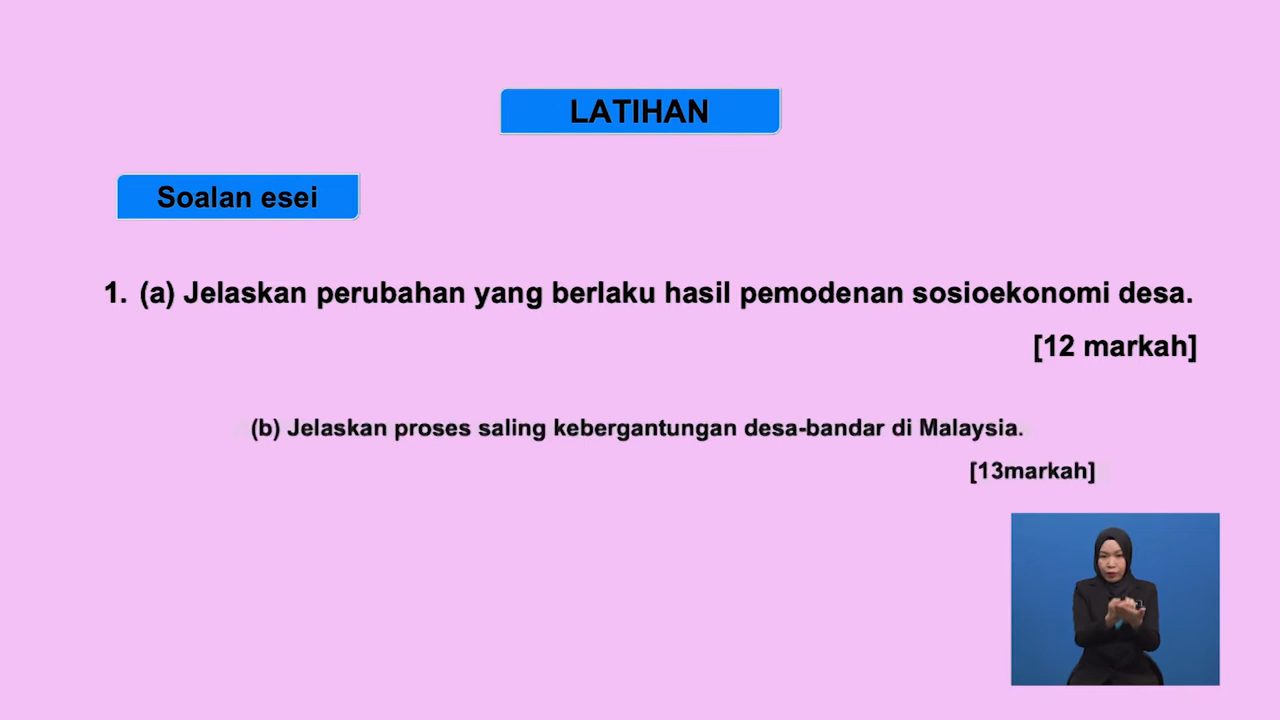 LATIHAN
Soalan esei
1. (a) Jelaskan perubahan yang berlaku hasil pemodenan sosioekonomi desa.
[12 markah]
(b) Jelaskan proses saling kebergantungan desa-bandar di Malaysia.
[13markah]